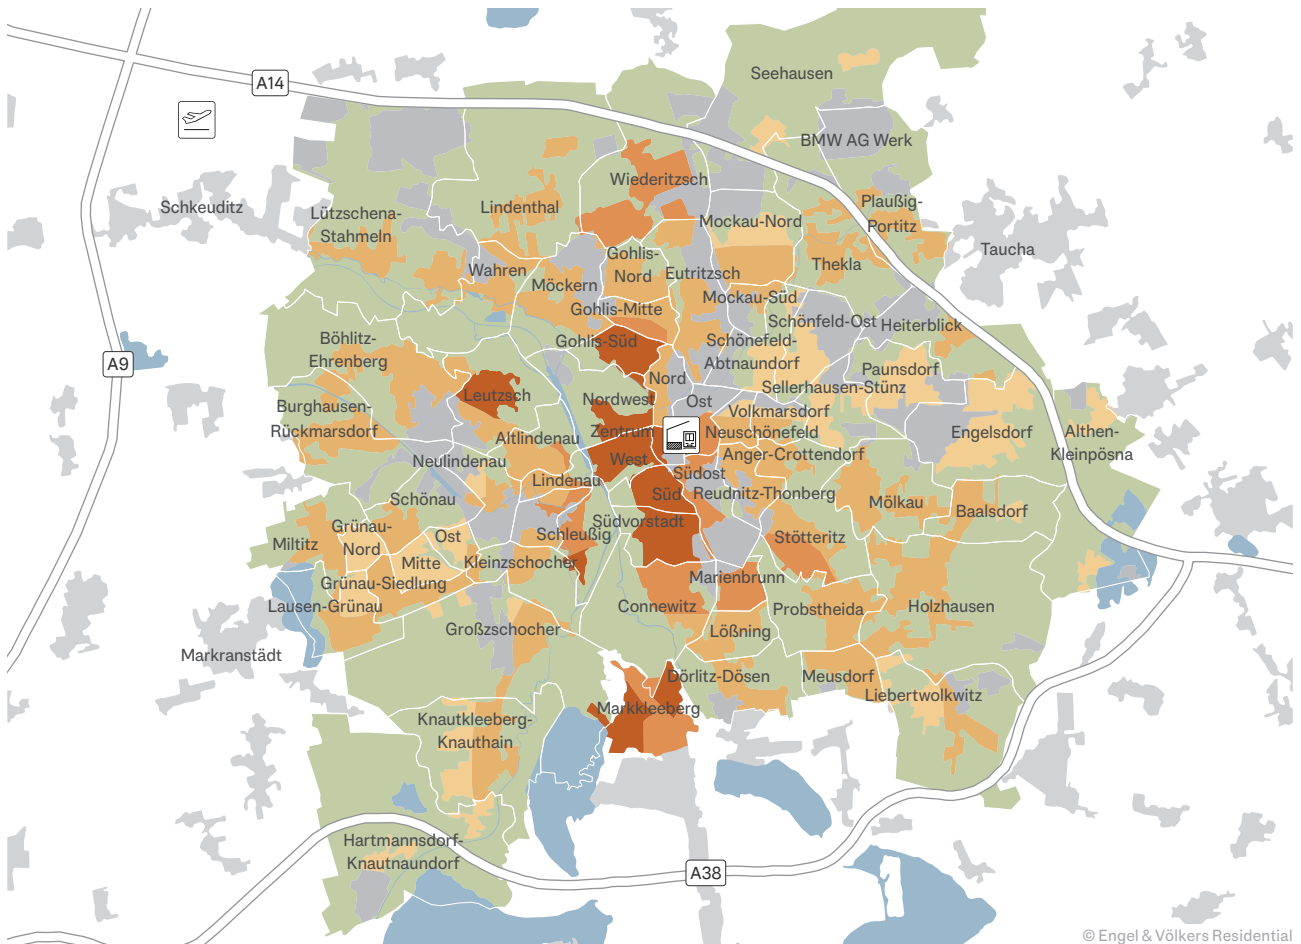 Seehausen
A14
BMW AG Werk
Wiederitzsch
Schkeuditz
Lindenthal
Lützschena-
Stahmeln
Plaußig-
Portitz
Mockau-Nord
Taucha
Gohlis-
Nord
Wahren
Eutritzsch
Thekla
Möckern
Mockau-Süd
Gohlis-Mitte
Schönfeld-Ost
Heiterblick
Böhlitz-
Ehrenberg
Gohlis-Süd
Schönefeld-
Abtnaundorf
A9
Paunsdorf
Nord
Sellerhausen-Stünz
Leutzsch
Nordwest
Ost
Burghausen-
Rückmarsdorf
Volkmarsdorf
Altlindenau
Zentrum
Neuschönefeld
Engelsdorf
Althen-
Kleinpösna
Neulindenau
West
Anger-Crottendorf
Lindenau
Südost
Schönau
Süd
Reudnitz-Thonberg
Mölkau
Baalsdorf
Grünau-
Nord
Südvorstadt
Miltitz
Ost
Schleußig
Stötteritz
Mitte
Kleinzschocher
Grünau-Siedlung
Marienbrunn
Lausen-Grünau
Connewitz
Probstheida
Holzhausen
Großzschocher
Lößning
Markranstädt
Dörlitz-Dösen
Meusdorf
Liebertwolkwitz
Markkleeberg
Knautkleeberg-
Knauthain
Hartmannsdorf-
Knautnaundorf
A38
© Engel & Völkers Residential